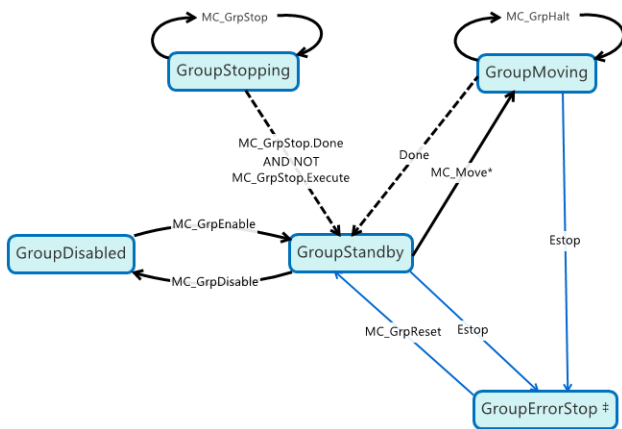 MC_GrpStop
MC_GrpHalt
GroupStopping
GroupMoving
MC_GrpStop.Done
AND NOT
MC_GrpStop.Execute
Done
MC_Move*
MC_GrpEnable
GroupDisabled
GroupStandby
Estop
MC_GrpDisable
MC_GrpReset
Estop
GroupErrorStop ‡